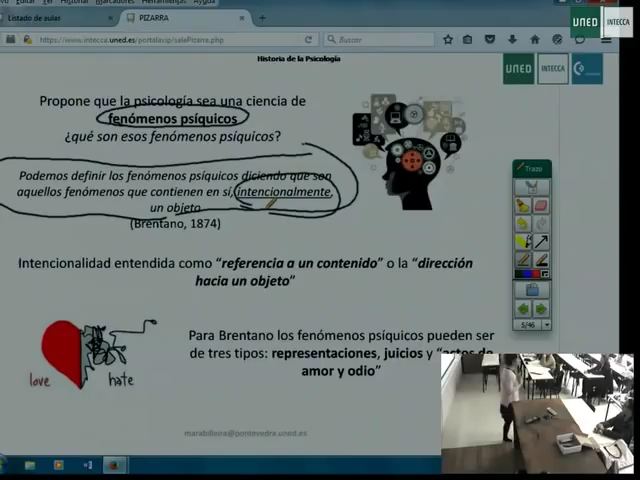 Listado de aulas
PIZARRA
Marcadores
Herramientas
https://www.intecca.uned.es/portalavip/salaPizarra.php
Buscar
UNED
INTECCA
Historia de la Psicología
UNED
INTECCA
Propone que la psicología sea una ciencia de
fenómenos psíquicos
¿qué son esos fenómenos psíquicos?
Podemos definir los fenómenos psíquicos diciendo que son
aquellos fenómenos que contienen en sí, intencionalmente,
un objeto
(Brentano, 1874)
Trazo
5/46
Intencionalidad entendida como “referencia a un contenido” o la “dirección
hacia un objeto”
love
hate
Para Brentano los fenómenos psíquicos pueden ser
de tres tipos: representaciones, juicios y “actos de
amor y odio”
marabilleira@pontevedra.uned.es